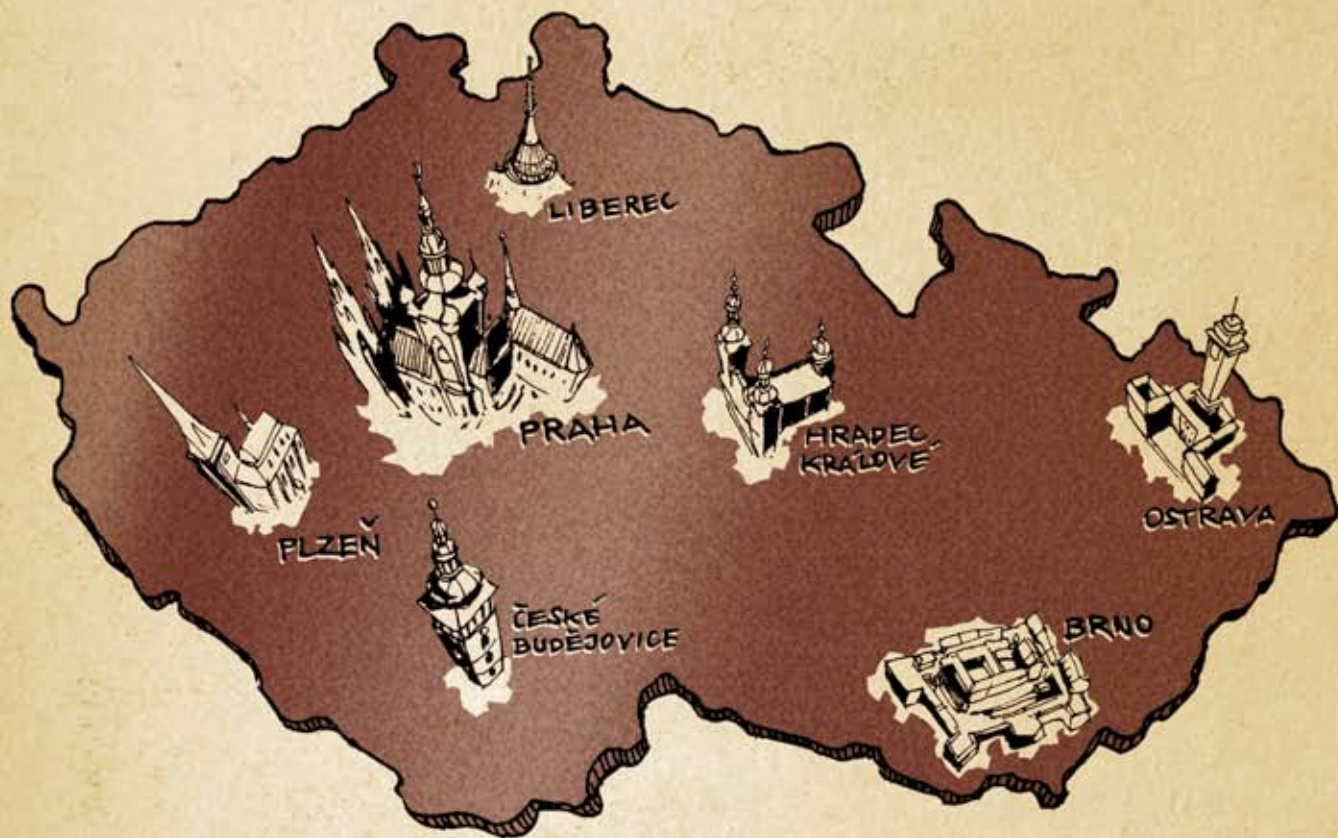 LIBEREC
PRAHA
HRADEC
KRÁLOVÉ
OSTRAVA
PLZEŇ
ČESKÉ
BUDĚJOVICE
BRNO